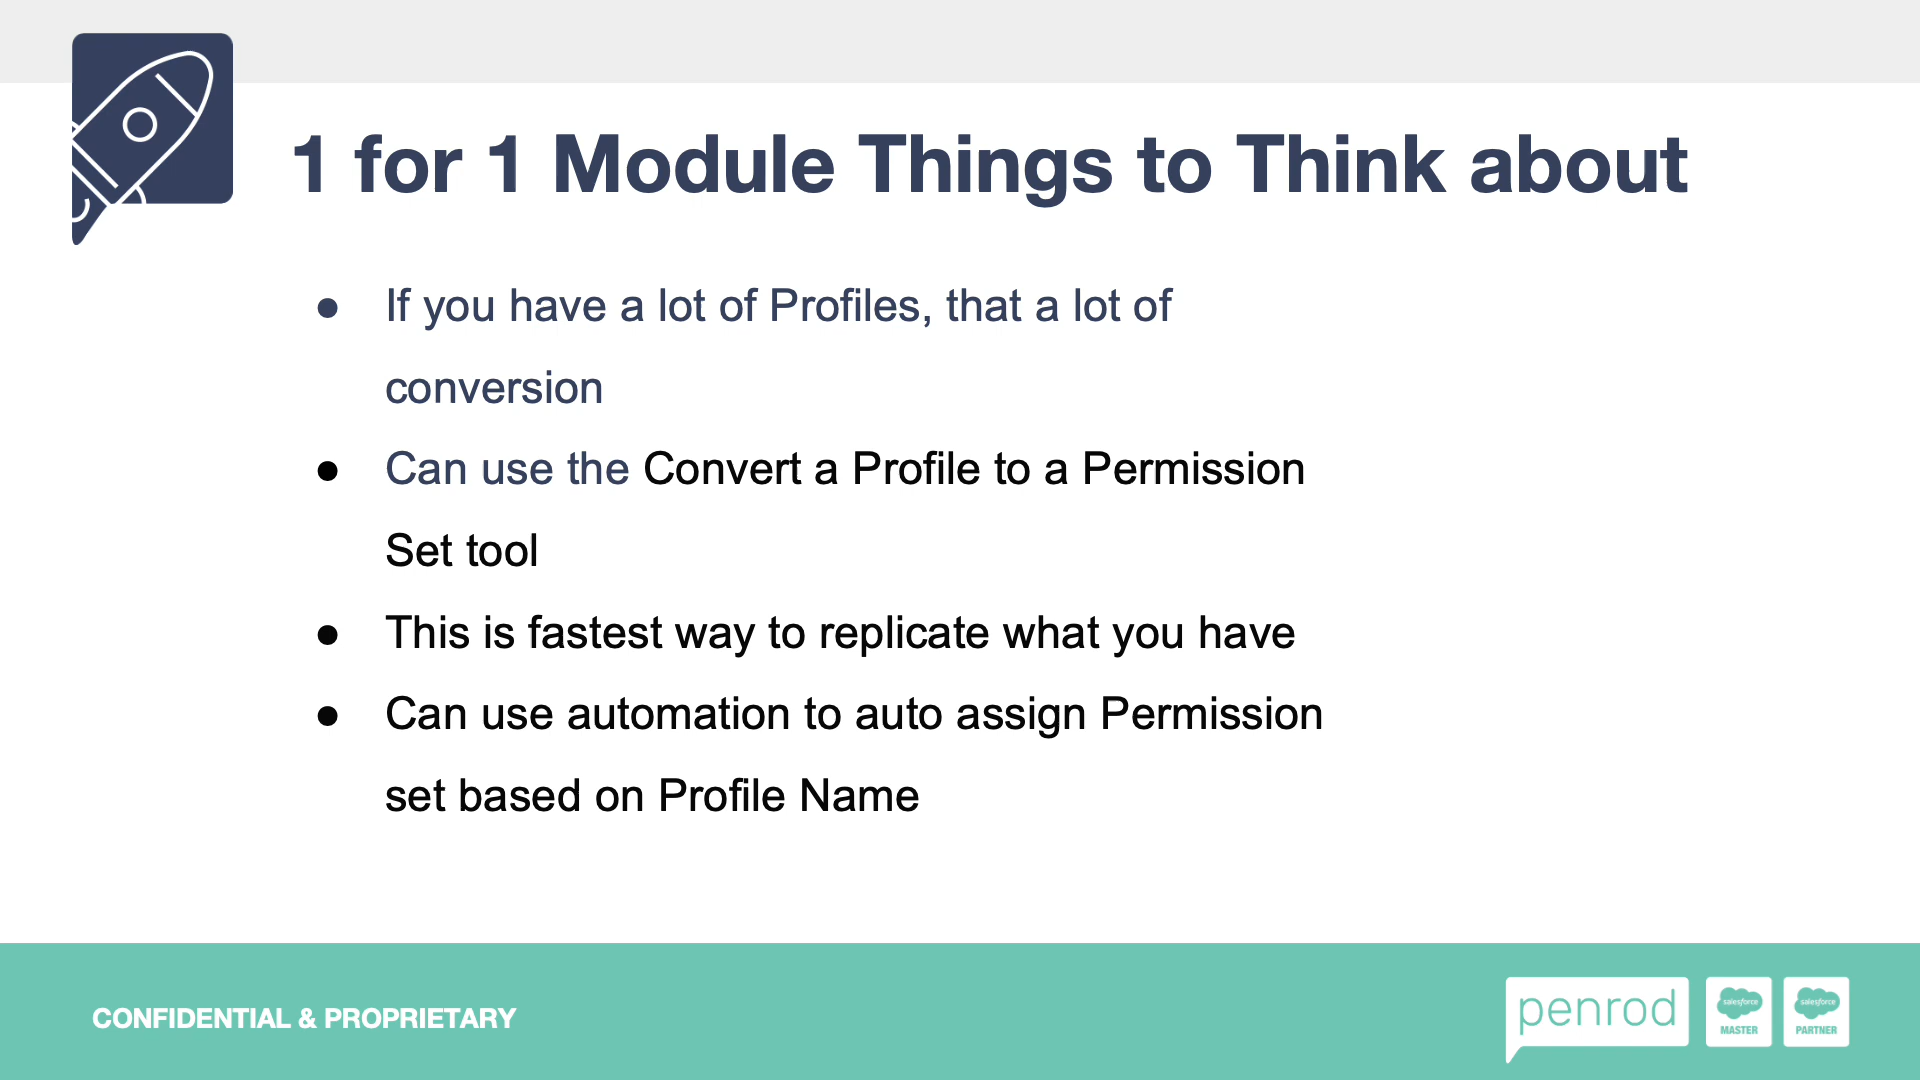 1 for 1 Module Things to Think about
● If you have a lot of Profiles, that a lot of
conversion
● Can use the Convert a Profile to a Permission
Set tool
● This is fastest way to replicate what you have
● Can use automation to auto assign Permission
set based on Profile Name
CONFIDENTIAL & PROPRIETARY
penrod
salesforce
MASTER
salesforce
PARTNER